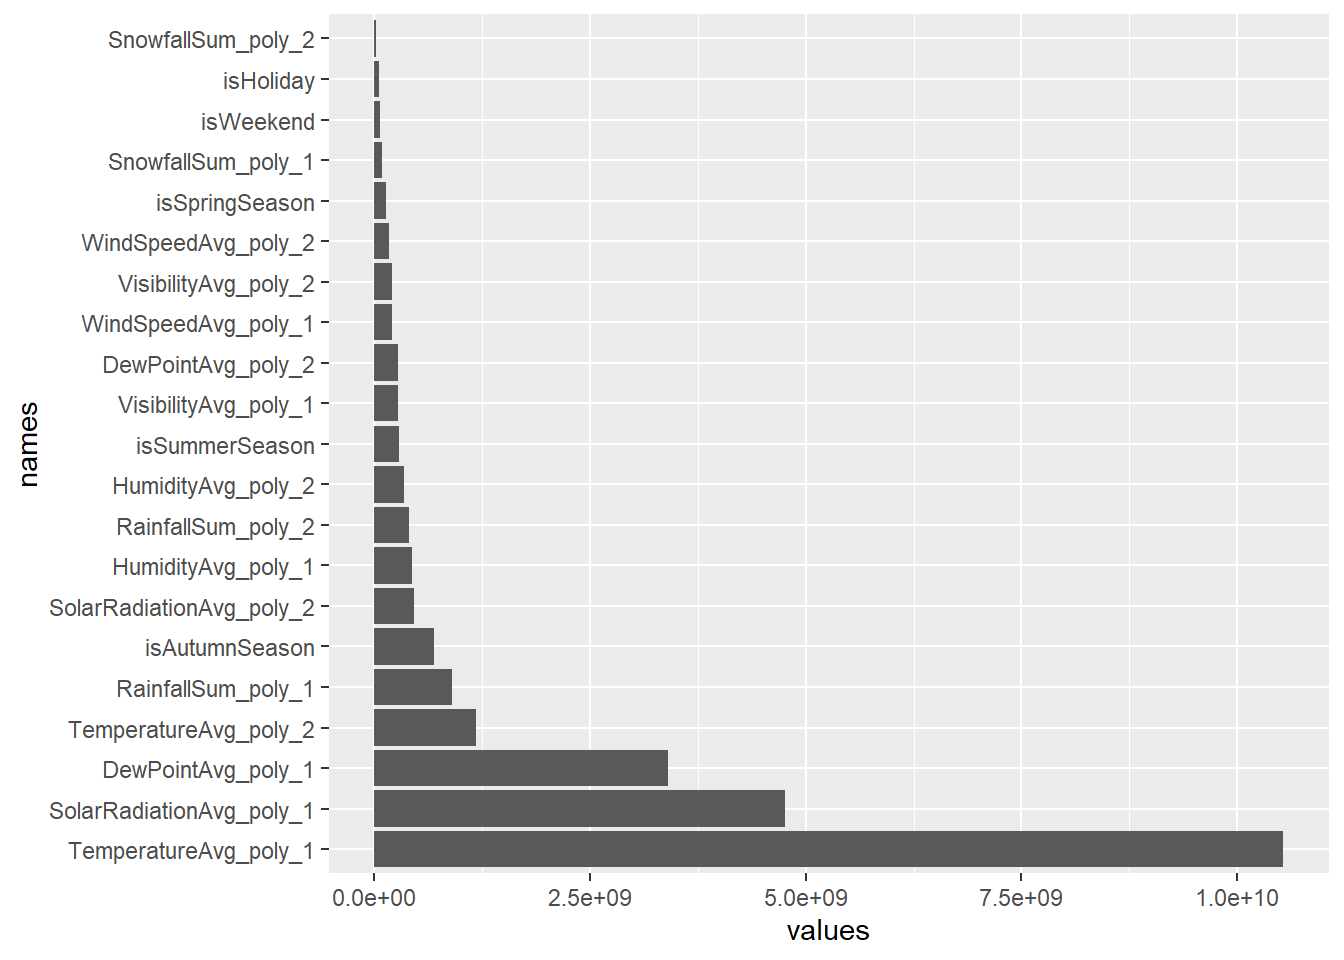 SnowfallSum_poly_2
isHoliday
isWeekend
SnowfallSum_poly_1
isSpringSeason
WindSpeedAvg_poly_2
VisibilityAvg_poly_2
WindSpeedAvg_poly_1
DewPointAvg_poly_2
VisibilityAvg_poly_1
isSummerSeason
HumidityAvg_poly_2
RainfallSum_poly_2
HumidityAvg_poly_1
SolarRadiationAvg_poly_2
isAutumnSeason
RainfallSum_poly_1
TemperatureAvg_poly_2
DewPointAvg_poly_1
SolarRadiationAvg_poly_1
TemperatureAvg_poly_1
names
0.0e+00 2.5e+09 5.0e+09 7.5e+09 1.0e+10
values